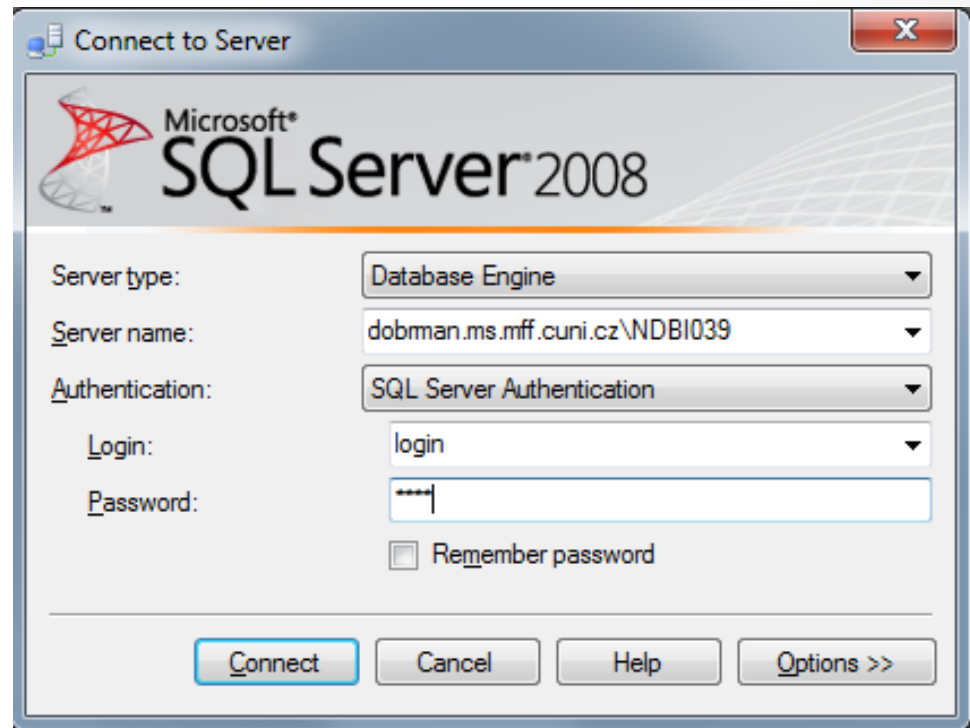 Connect to Server
Microsoft®
SQL Server® 2008
™
Server type: Database Engine
Server name: dobrman.ms.mff.cuni.cz\NDBI039
Authentication: SQL Server Authentication
Login: login
Password: ****
Remember password
Connect Cancel Help Options >>